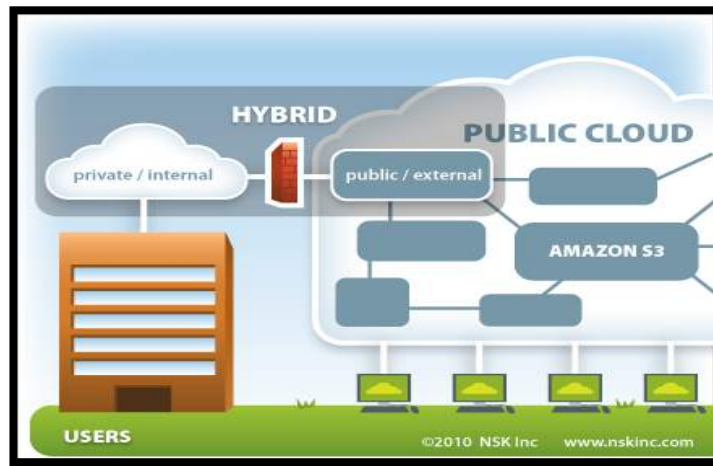 HYBRID
PUBLIC CLOUD
private / internal
public / external
AMAZON S3
USERS
©2010 NSK Inc www.nskinc.com